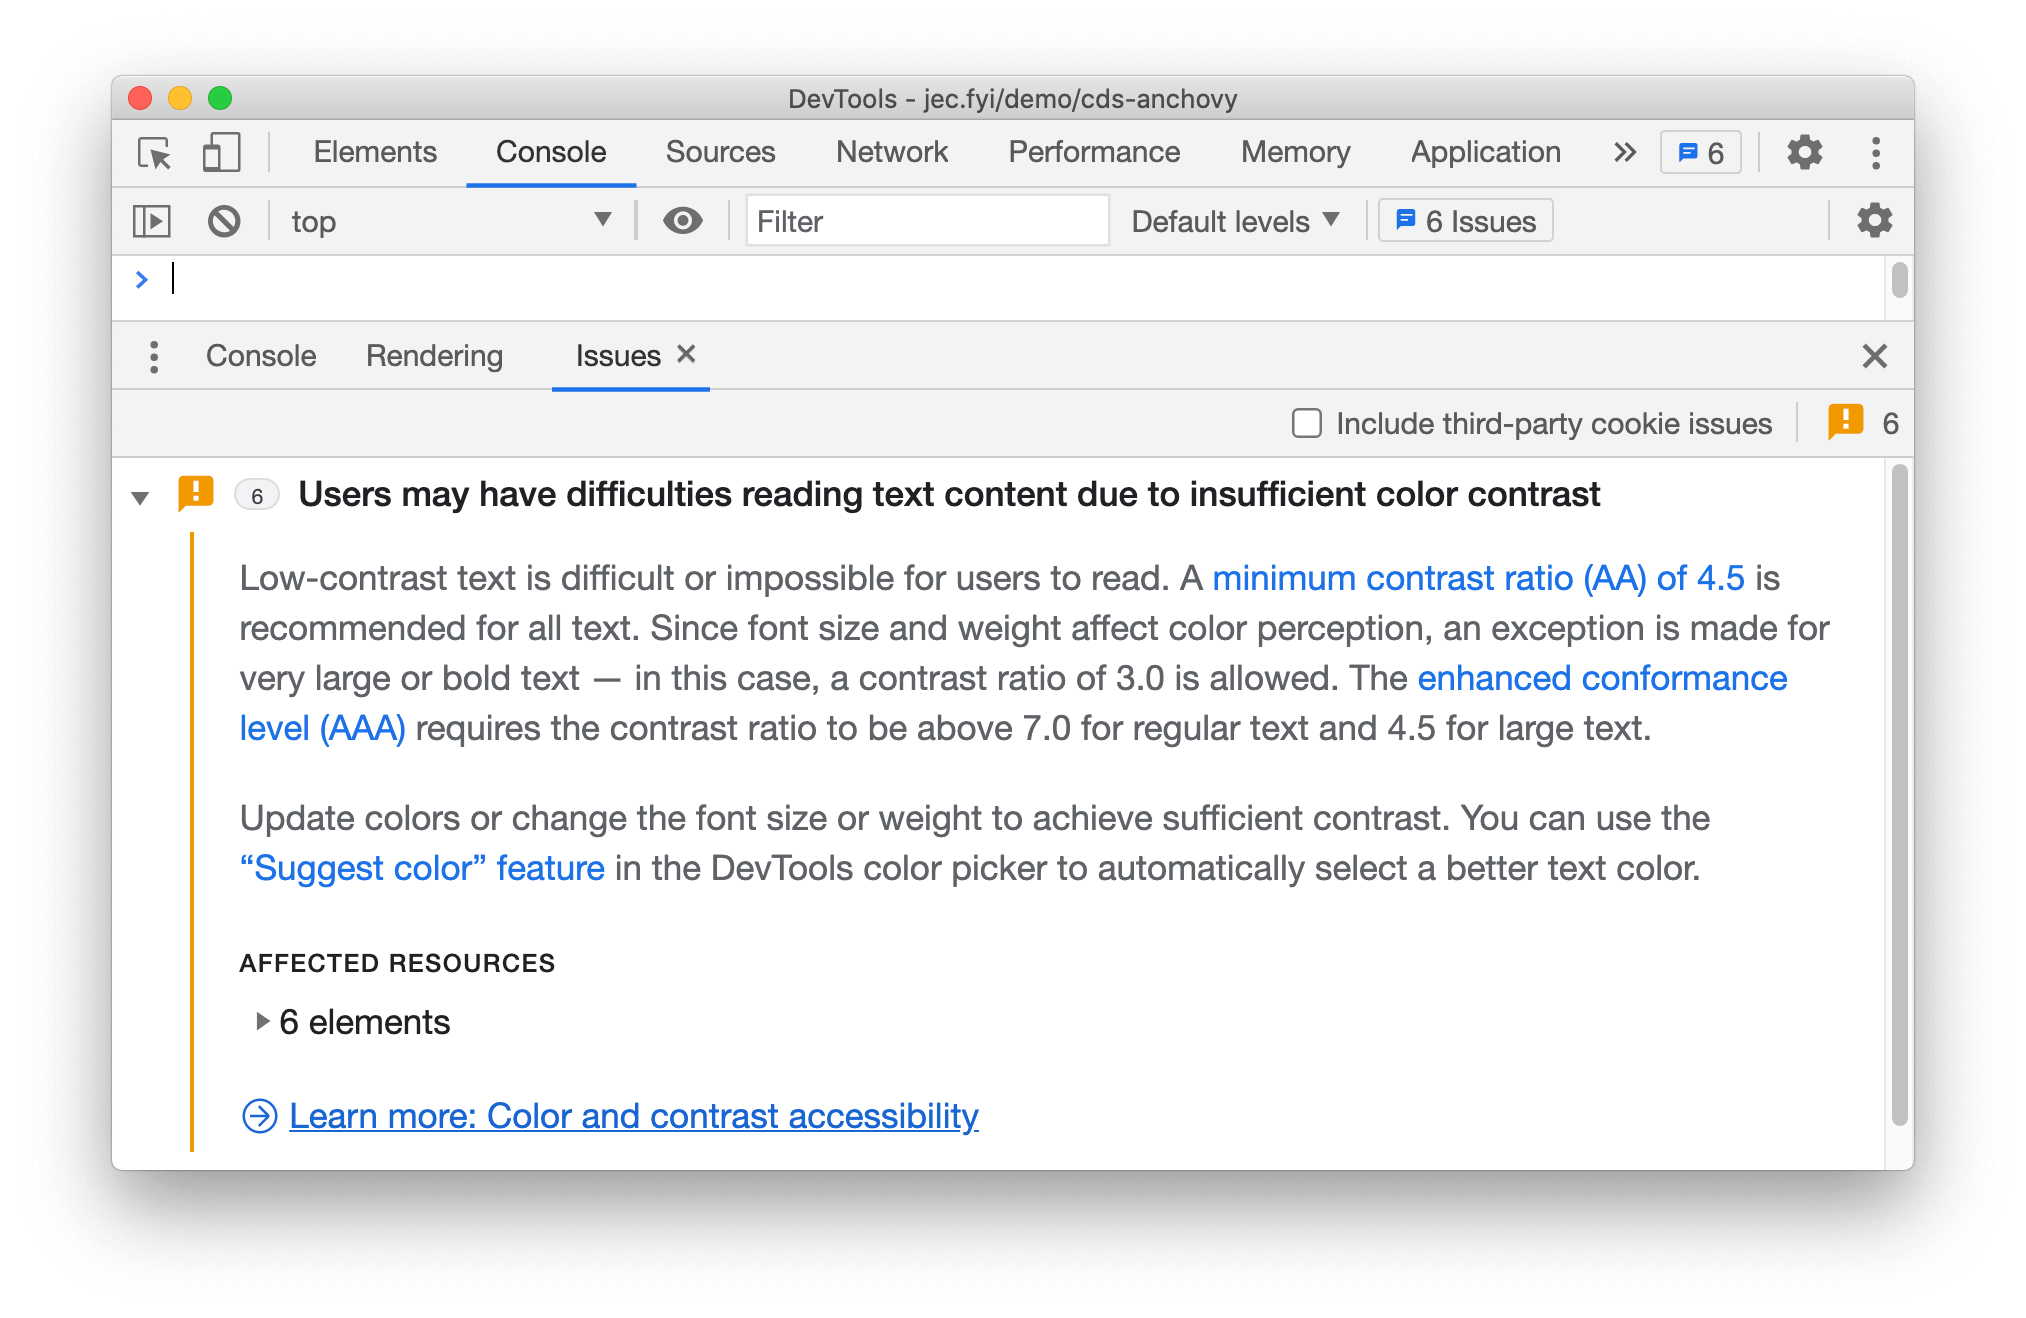 DevTools - jec.fyi/demo/cds-anchovy
Elements Console Sources Network Performance Memory Application » 6
top Filter Default levels 6 Issues
Console Rendering Issues
Include third-party cookie issues 6
6 Users may have difficulties reading text content due to insufficient color contrast
Low-contrast text is difficult or impossible for users to read. A minimum contrast ratio (AA) of 4.5 is
recommended for all text. Since font size and weight affect color perception, an exception is made for
very large or bold text — in this case, a contrast ratio of 3.0 is allowed. The enhanced conformance
level (AAA) requires the contrast ratio to be above 7.0 for regular text and 4.5 for large text.
Update colors or change the font size or weight to achieve sufficient contrast. You can use the
“Suggest color” feature in the DevTools color picker to automatically select a better text color.
AFFECTED RESOURCES
6 elements
Learn more: Color and contrast accessibility